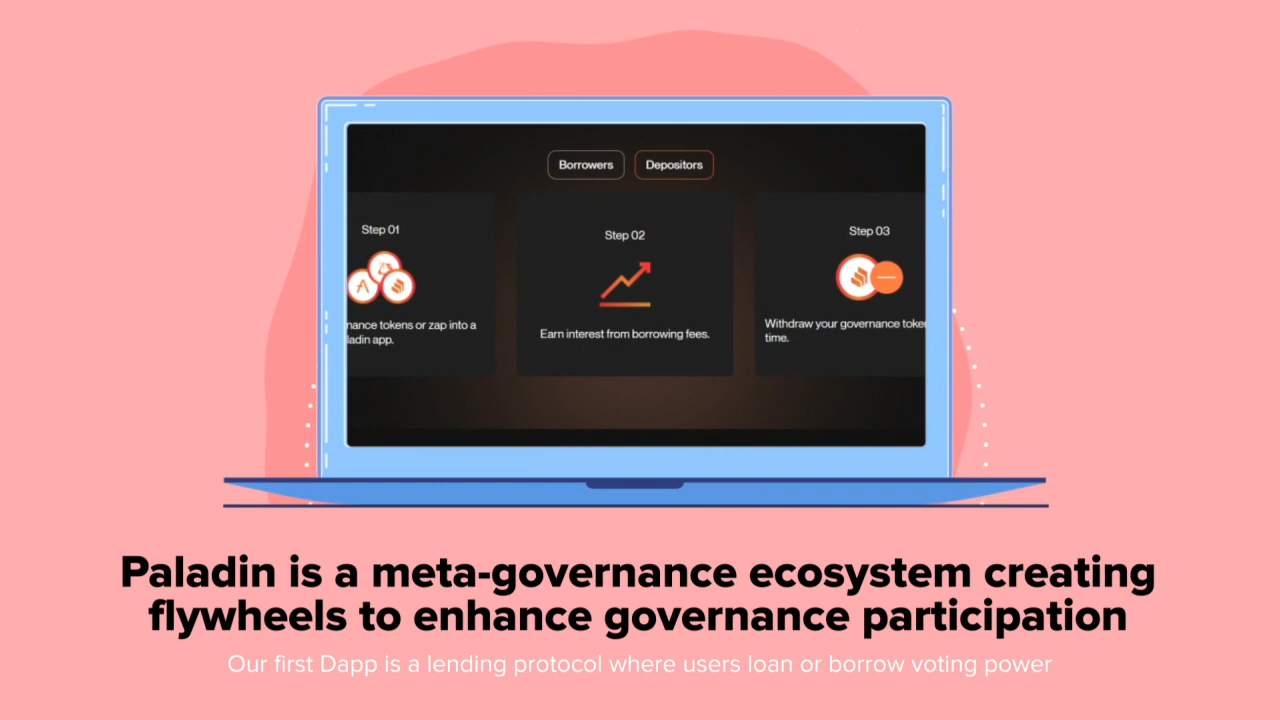 Borrowers
Depositors
Step 01
nance tokens or zap into a
ladin app.
Step 02
Earn interest from borrowing fees.
Step 03
Withdraw your governance toke
time.
Paladin is a meta-governance ecosystem creating
flywheels to enhance governance participation
Our first Dapp is a lending protocol where users loan or borrow voting power